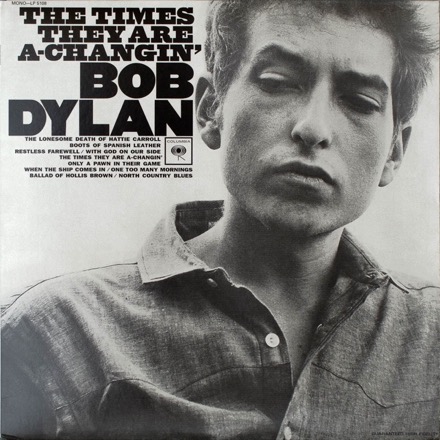 MONO—LP 5108
THE TIMES
THEY ARE
A-CHANGIN'
BOB
DYLAN
THE LONESOME DEATH OF HATTIE CARROLL
BOOTS OF SPANISH LEATHER
RESTLESS FAREWELL / WITH GOD ON OUR SIDE
THE TIMES THEY ARE A-CHANGIN'
ONLY A PAWN IN THEIR GAME
WHEN THE SHIP COMES IN / ONE TOO MANY MORNINGS
BALLAD OF HOLLIS BROWN / NORTH COUNTRY BLUES
COLUMBIA